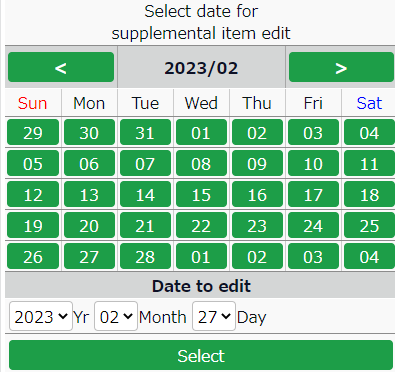 Select date for
supplemental item edit
< 2023/02 >
Sun Mon Tue Wed Thu Fri Sat
29 30 31 01 02 03 04
05 06 07 08 09 10 11
12 13 14 15 16 17 18
19 20 21 22 23 24 25
26 27 28 01 02 03 04
Date to edit
2023 Yr 02 Month 27 Day
Select